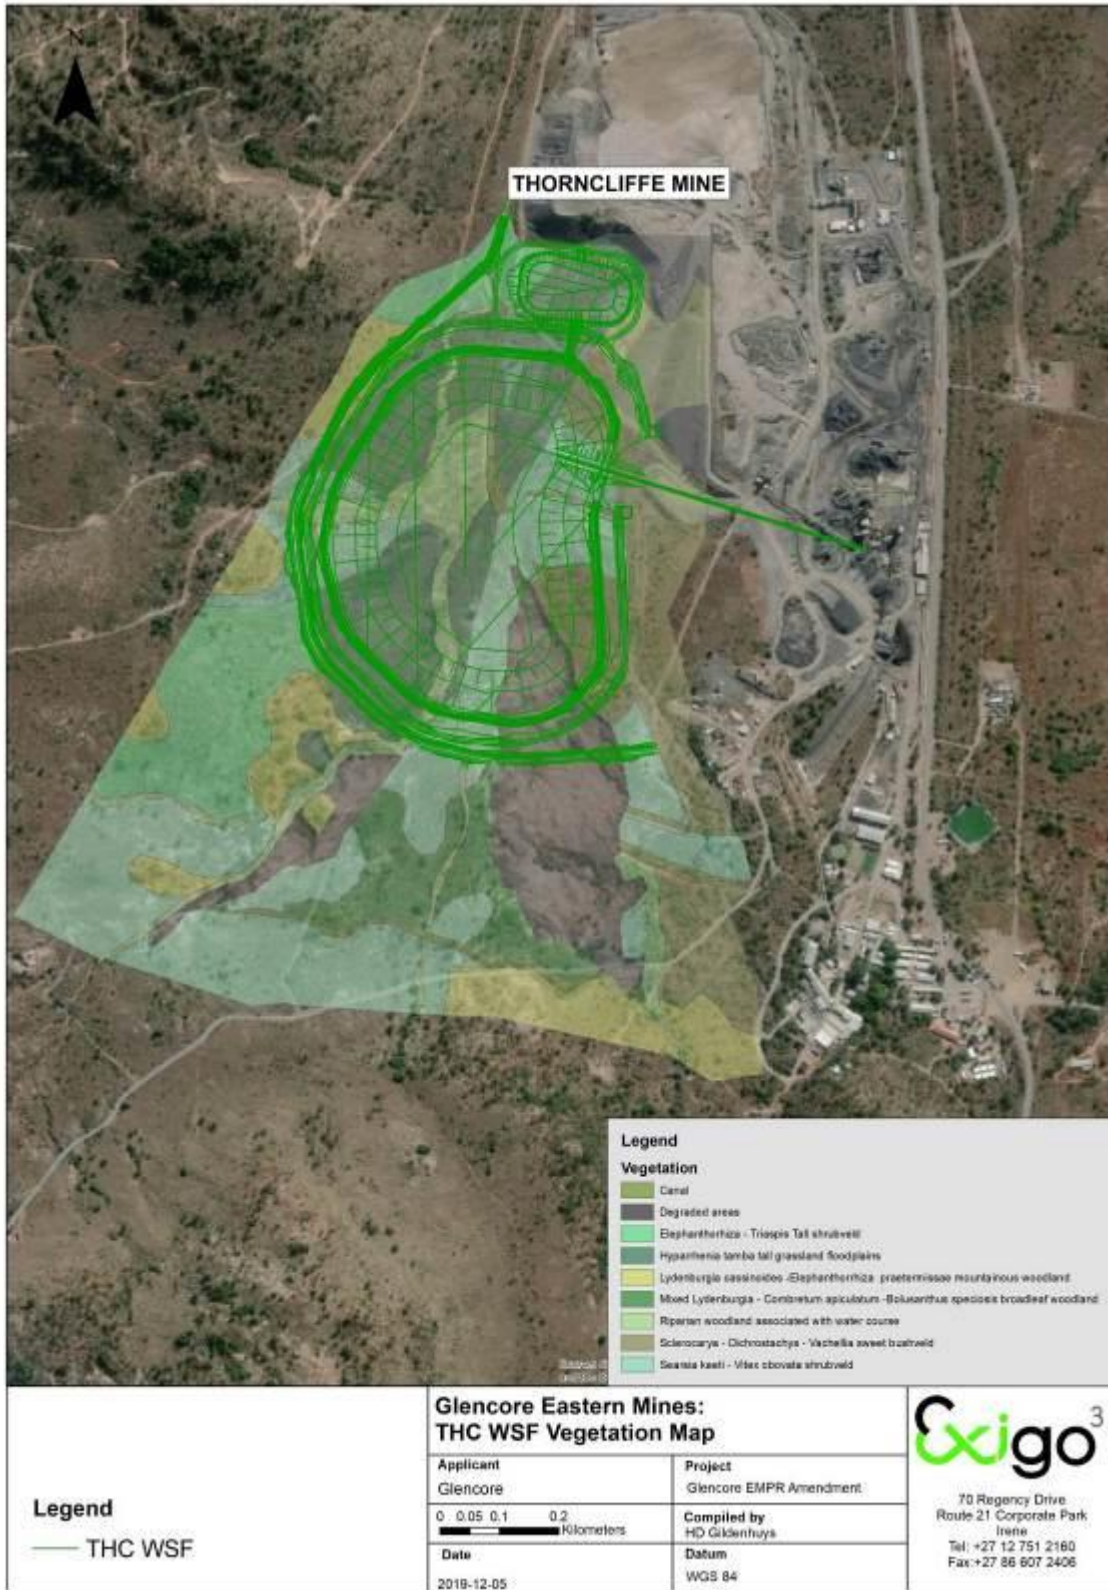 N
THORNCLIFFE MINE
Legend
Vegetation
Canal
Degraded areas
Elephanthorhiza - Triaspis Tall shrubveld
Hyparrhenia tamba tall grassland floodplains
Lydenburgia cassinoides -Elephanthorrhiza praetermissae mountainous woodland
Mixed Lydenburgia - Combretum apiculatum -Bolusanthus speciosis broadleaf woodland
Riparian woodland associated with water course
Sclerocarya - Dichrostachys - Vachellia sweet bushveld
Searsia keeti - Vitex obovata shrubveld
Legend
THC WSF
Glencore Eastern Mines:
THC WSF Vegetation Map
Applicant
Glencore
Project
Glencore EMPR Amendment
0 0.05 0.1 0.2
Kilometers
Compiled by
HD Gildenhuys
Date
2019-12-05
Datum
WGS 84
Exigo3
70 Regency Drive
Route 21 Corporate Park
Irene
Tel: +27 12 751 2160
Fax:+27 86 607 2406